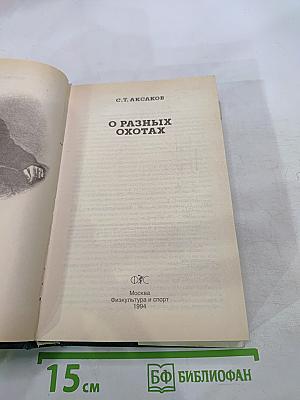 С.Т. АКСАКОВ
О РАЗНЫХ
ОХОТАХ
ФиС
Москва
Физкультура и спорт
1994
15 см
БФ БИБЛИОФАН